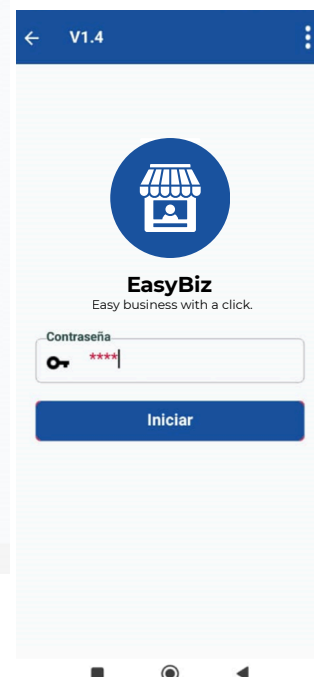 V1.4
EasyBiz
Easy business with a click.
Contraseña
****
Iniciar